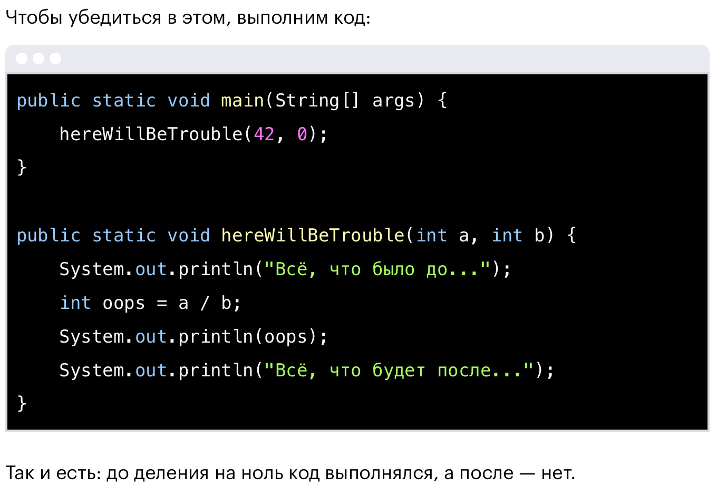 Чтобы убедиться в этом, выполним код:
public static void main(String[] args) {
    hereWillBeTrouble(42, 0);
}
public static void hereWillBeTrouble(int a, int b) {
    System.out.println("Всё, что было до...");
    int oops = a / b;
    System.out.println(oops);
    System.out.println("Всё, что будет после...");
}
Так и есть: до деления на ноль код выполнялся, а после — нет.